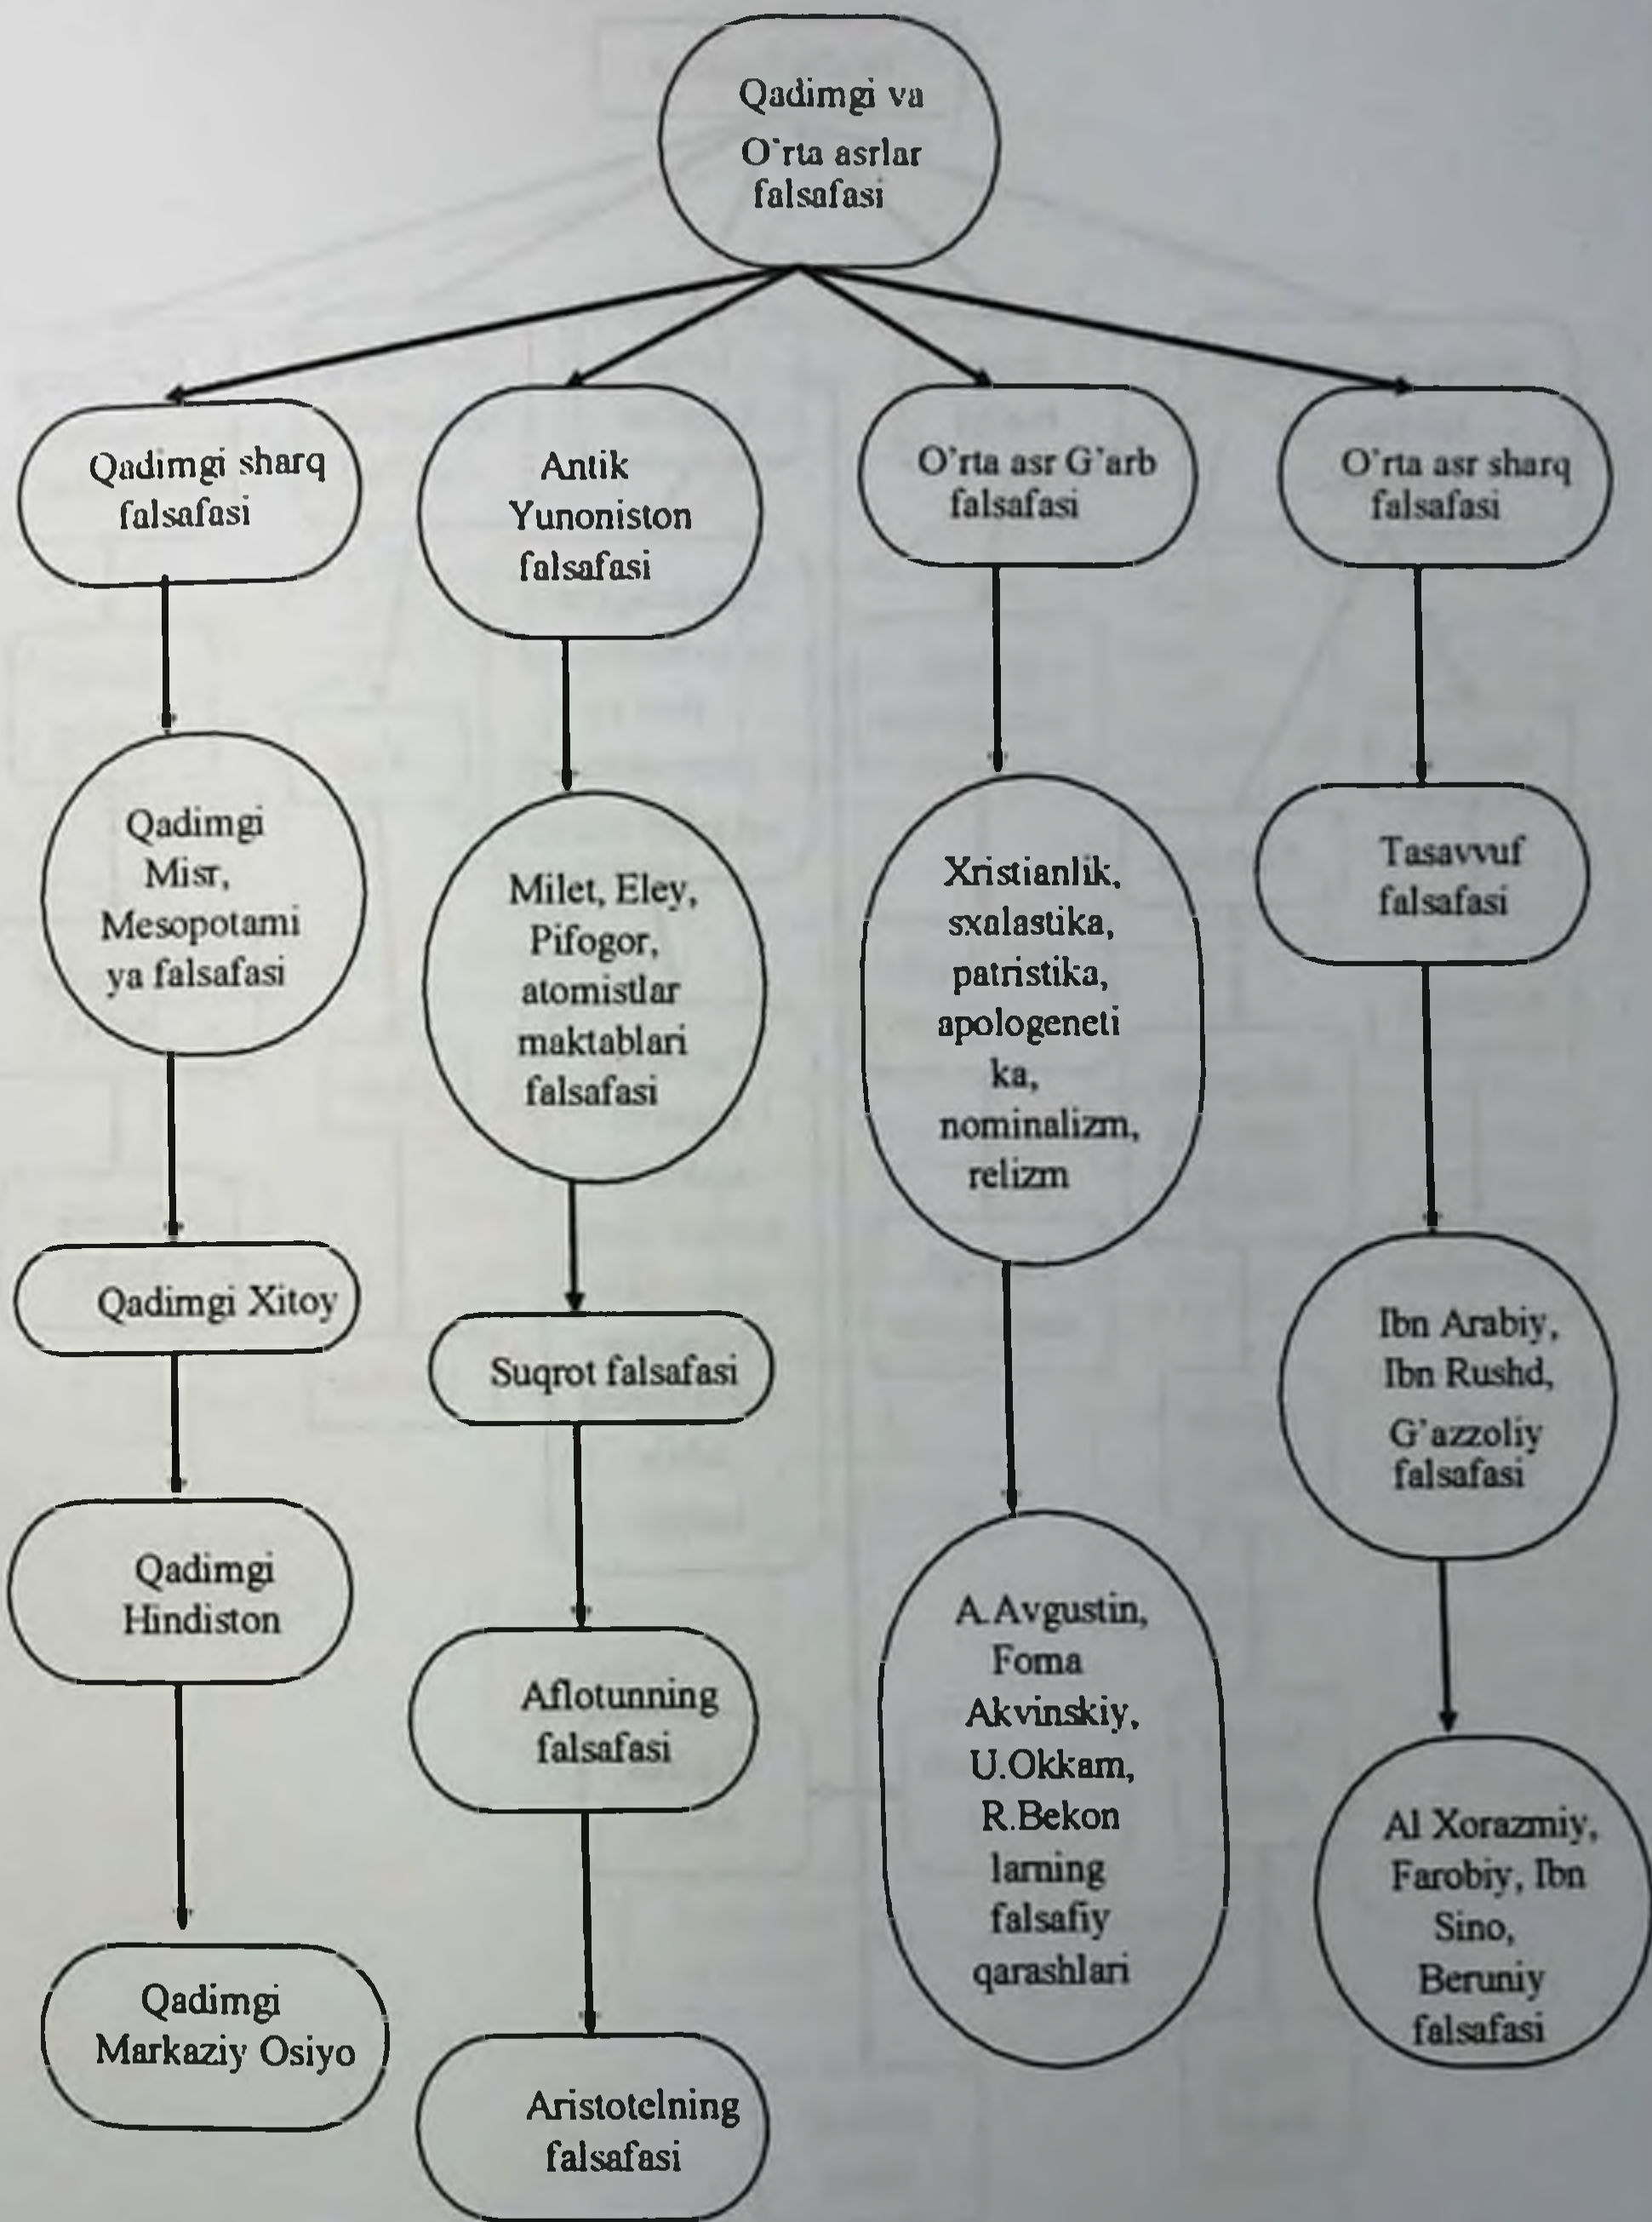 Qadimgi va
O`rta asrlar
falsafasi
Qadimgi sharq
falsafasi
Qadimgi
Misr,
Mesopotami
ya falsafasi
Qadimgi Xitoy
Qadimgi
Hindiston
Qadimgi
Markaziy Osiyo
Antik
Yunoniston
falsafasi
Milet, Eley,
Pifogor,
atomistlar
maktablari
falsafasi
Suqrot falsafasi
Aflotunning
falsafasi
Aristotelning
falsafasi
O’rta asr G’arb
falsafasi
Xristianlik,
sxalastika,
patristika,
apologeneti
ka,
nominalizm,
relizm
A.Avgustin,
Foma
Akvinskiy,
U.Okkam,
R.Bekon
larning
falsafiy
qarashlari
O’rta asr sharq
falsafasi
Tasavvuf
falsafasi
Ibn Arabiy,
Ibn Rushd,
G’azzoliy
falsafasi
Al Xorazmiy,
Farobiy, Ibn
Sino,
Beruniy
falsafasi